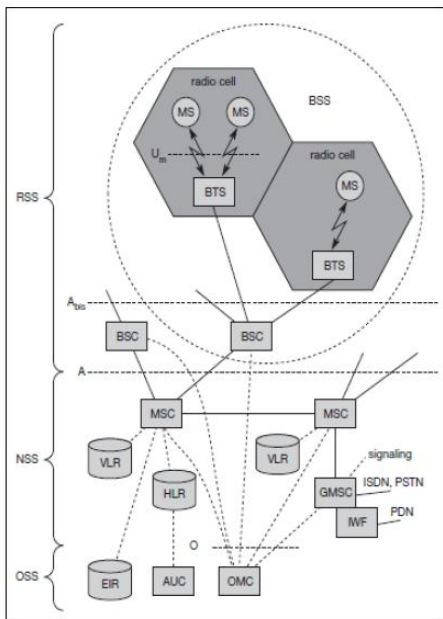 radio cell
BSS
MS MS
radio cell
Um
MS
BTS
RSS
BTS
Abis
BSC BSC
A
MSC MSC
VLR VLR signaling
NSS
HLR GMSC ISDN, PSTN
IWF PDN
O
OSS
EIR AUC OMC